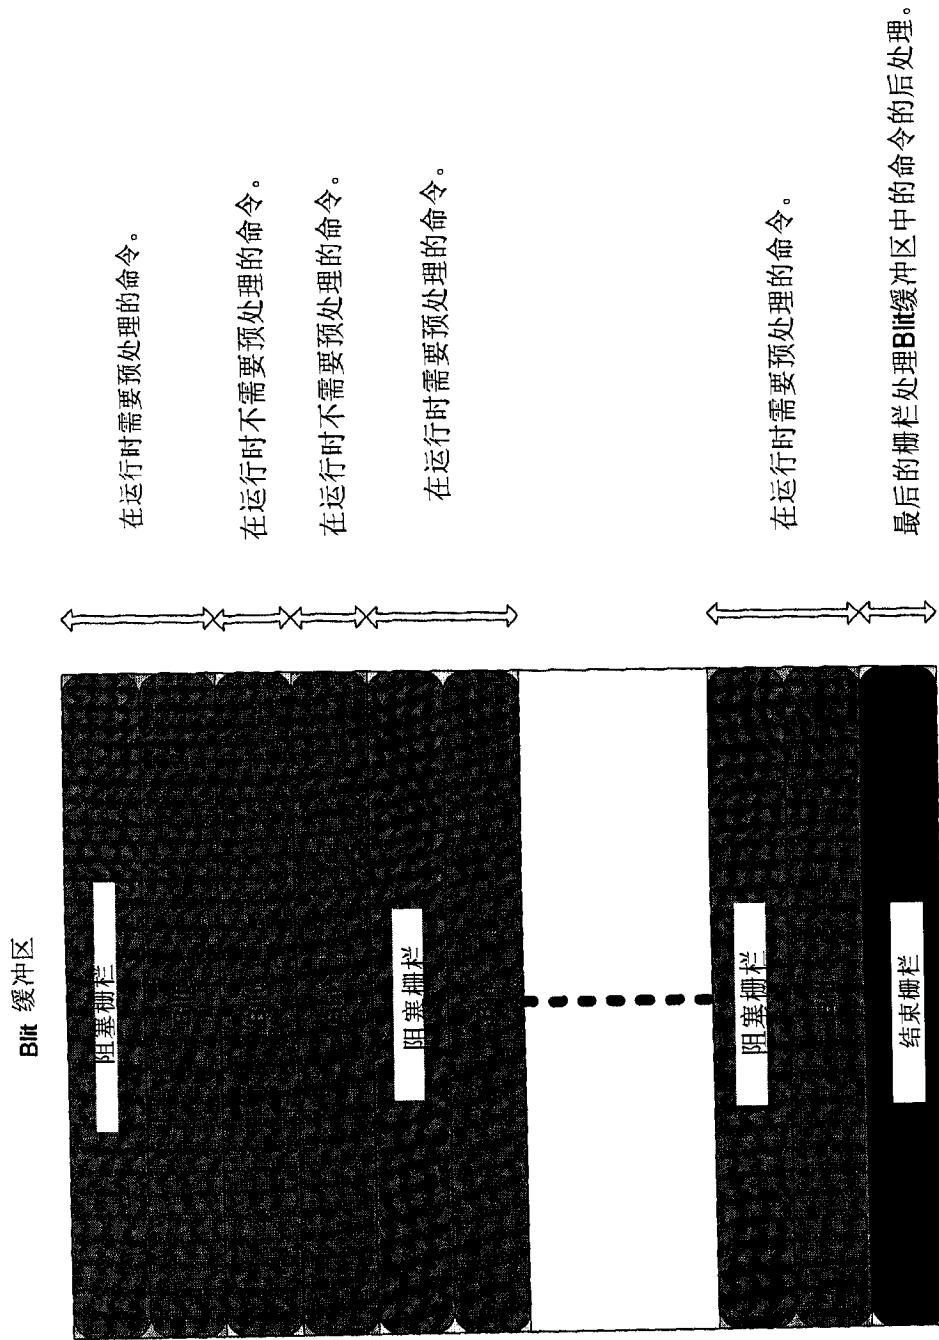 Blit 缓冲区
阻塞栅栏
在运行时需要预处理的命令。
在运行时不需要预处理的命令。
在运行时不需要预处理的命令。
阻塞栅栏
在运行时需要预处理的命令。
阻塞栅栏
在运行时需要预处理的命令。
结束栅栏
最后的栅栏处理Blit缓冲区中的命令的后处理。